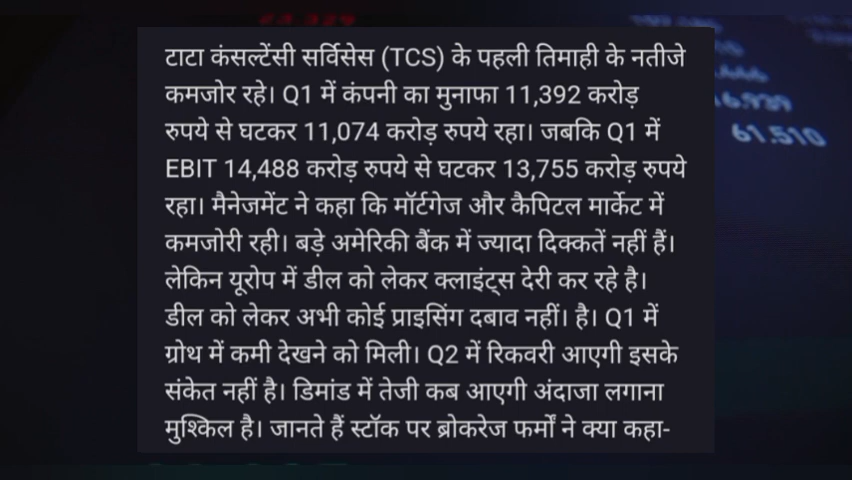 टाटा कंसल्टेंसी सर्विसेस (TCS) के पहली तिमाही के नतीजे
कमजोर रहे। Q1 में कंपनी का मुनाफा 11,392 करोड़
रुपये से घटकर 11,074 करोड़ रुपये रहा। जबकि Q1 में
EBIT 14,488 करोड़ रुपये से घटकर 13,755 करोड़ रुपये
रहा। मैनेजमेंट ने कहा कि मॉर्टगेज और कैपिटल मार्केट में
कमजोरी रही। बड़े अमेरिकी बैंक में ज्यादा दिक्कतें नहीं हैं।
लेकिन यूरोप में डील को लेकर क्लाइंट्स देरी कर रहे है।
डील को लेकर अभी कोई प्राइसिंग दबाव नहीं। है। Q1 में
ग्रोथ में कमी देखने को मिली। Q2 में रिकवरी आएगी इसके
संकेत नहीं है। डिमांड में तेजी कब आएगी अंदाजा लगाना
मुश्किल है। जानते हैं स्टॉक पर ब्रोकरेज फर्मों ने क्या कहा-
61.510